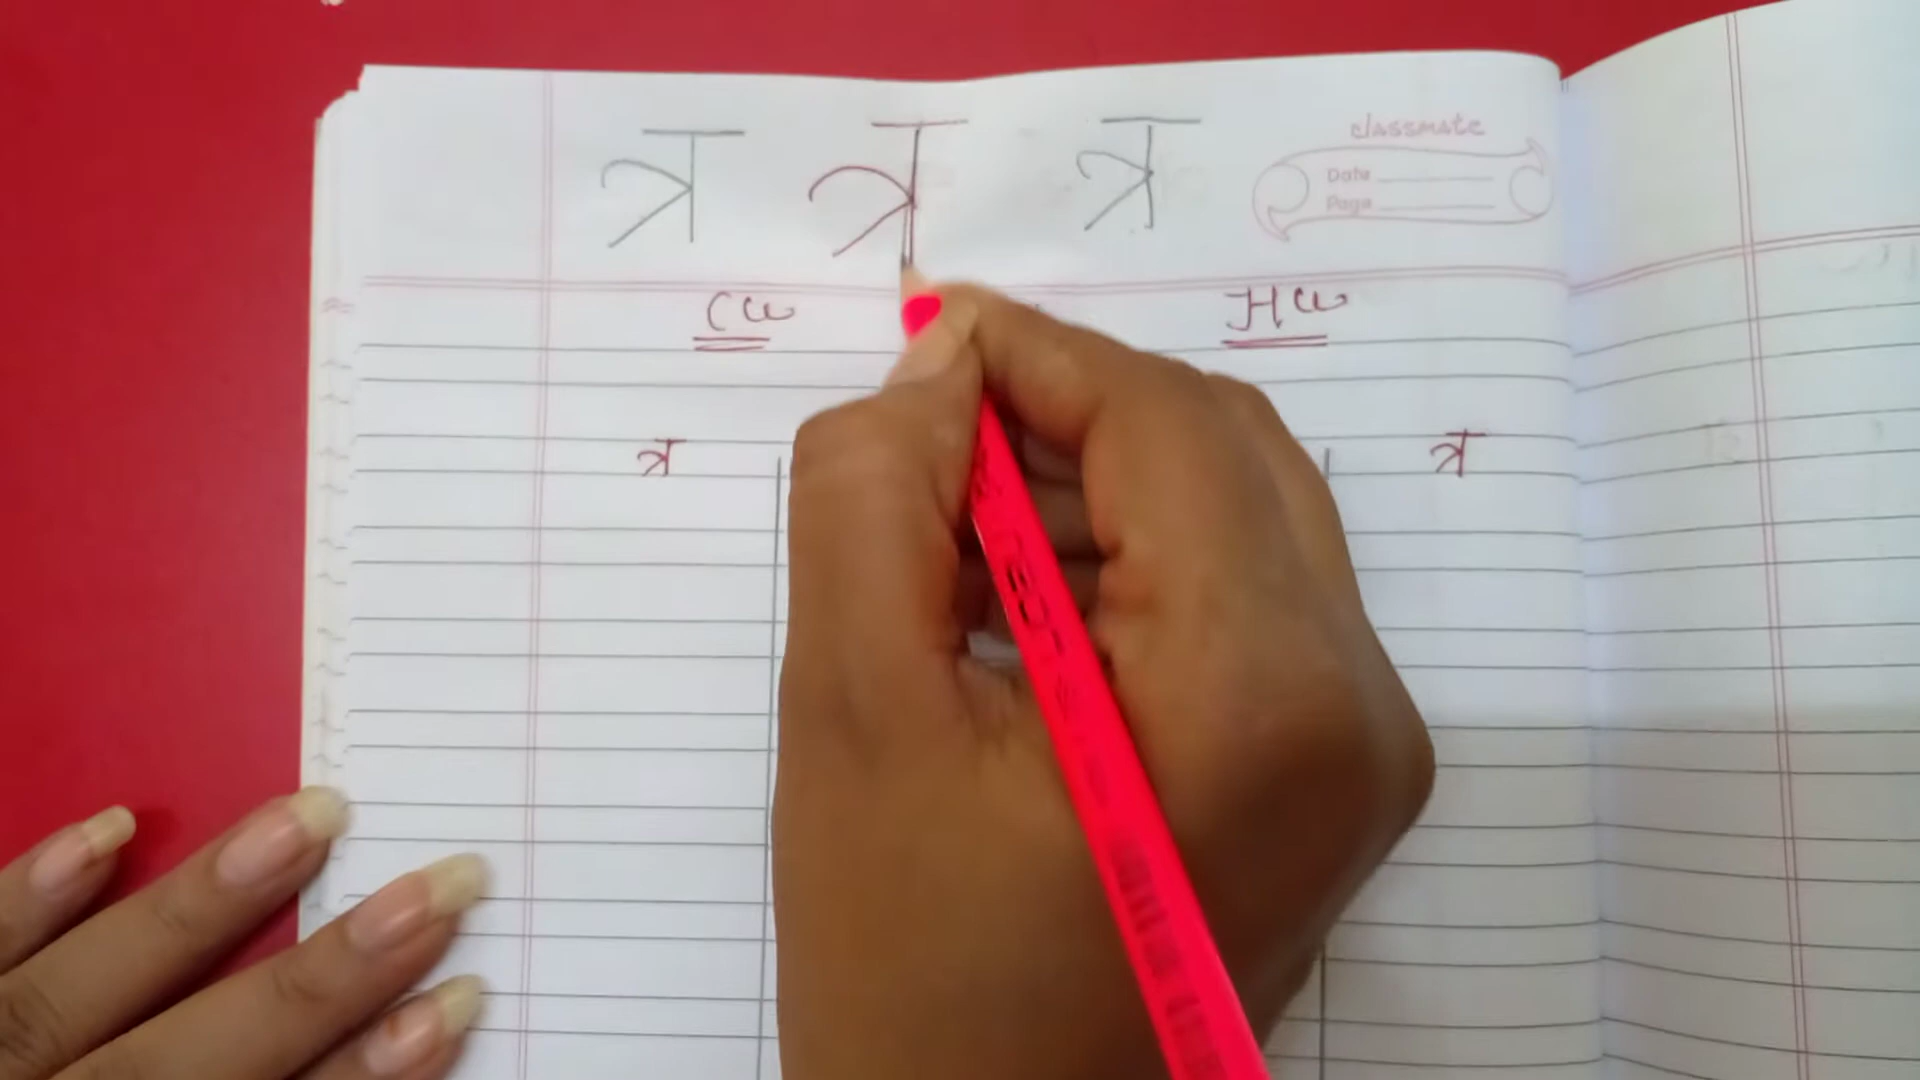 त्र त्र त्र
classmate
Date
Page
CW HW
त्र त्र